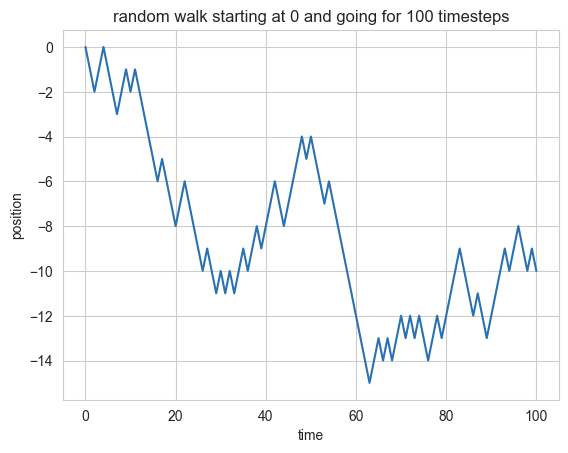 random walk starting at 0 and going for 100 timesteps
0
−2
−4
−6
−8
−10
−12
−14
position
0 20 40 60 80 100
time